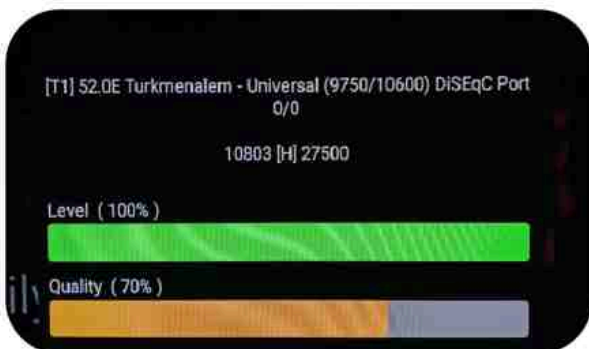 [T1] 52.0E Turkmenalem - Universal (9750/10600) DiSEqC Port
0/0
10803 [H] 27500
Level ( 100% )
Quality ( 70% )